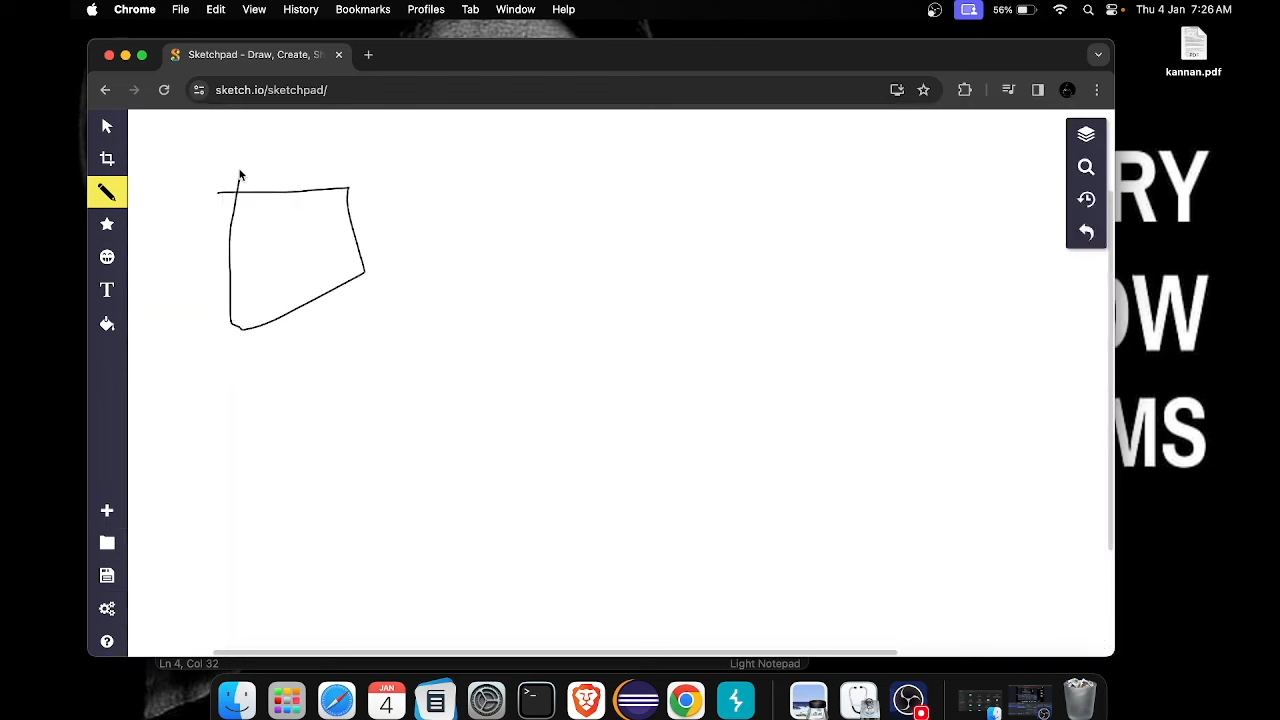 Chrome File Edit View History Bookmarks Profiles Tab Window Help 56% Thu 4 Jan 7:26 AM
Sketchpad - Draw, Create, Sh
kannan.pdf
sketch.io/sketchpad/
RY
OW
MS
T
Ln 4, Col 32 Light Notepad
JAN
4